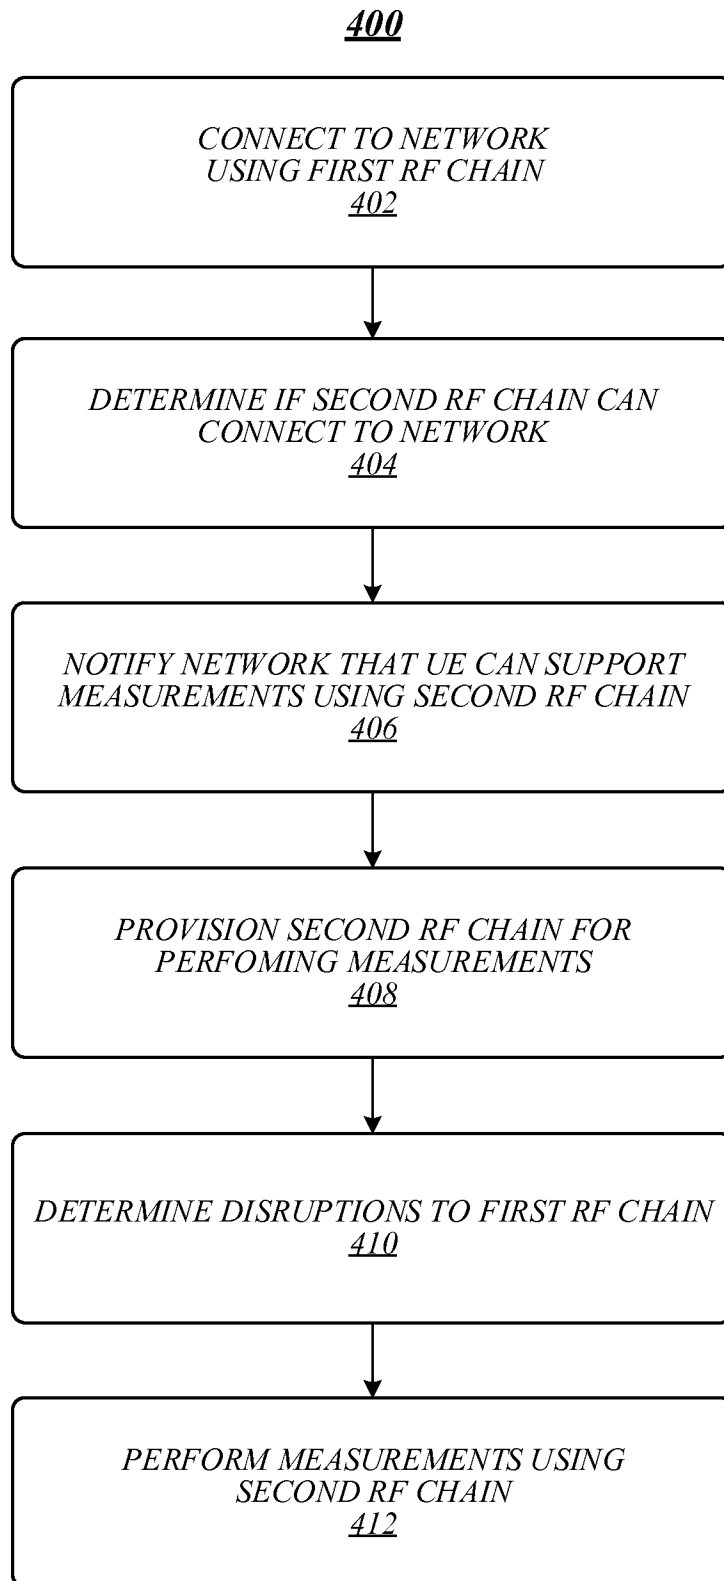 400
CONNECT TO NETWORK
USING FIRST RF CHAIN
402
DETERMINE IF SECOND RF CHAIN CAN
CONNECT TO NETWORK
404
NOTIFY NETWORK THAT UE CAN SUPPORT
MEASUREMENTS USING SECOND RF CHAIN
406
PROVISION SECOND RF CHAIN FOR
PERFOMING MEASUREMENTS
408
DETERMINE DISRUPTIONS TO FIRST RF CHAIN
410
PERFORM MEASUREMENTS USING
SECOND RF CHAIN
412